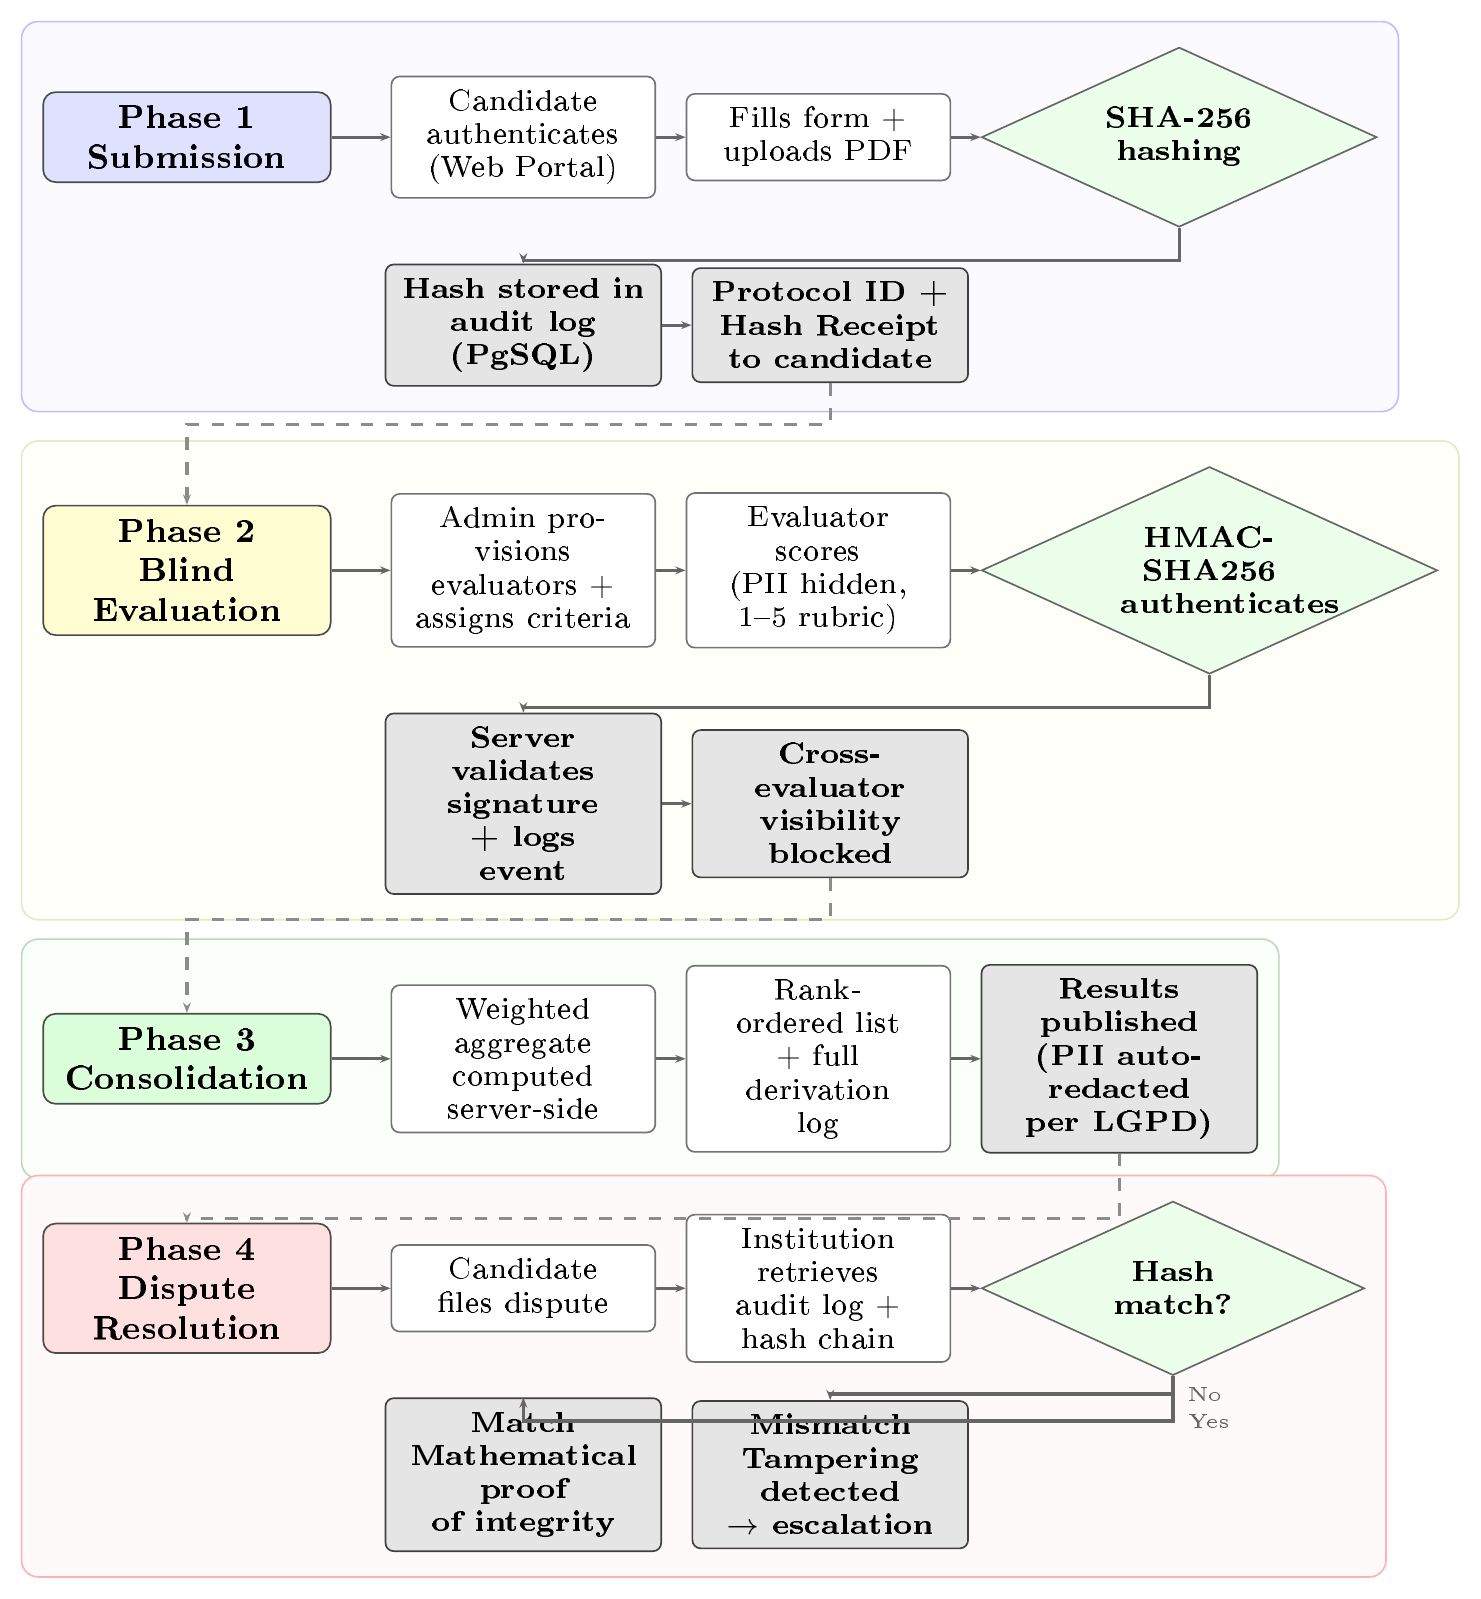 Phase 1
Submission
Candidate
authenticates
(Web Portal)
Fills form +
uploads PDF
SHA-256
hashing
Hash stored in
audit log
(PgSQL)
Protocol ID +
Hash Receipt
to candidate
Phase 2
Blind
Evaluation
Admin pro-
visions
evaluators +
assigns criteria
Evaluator
scores
(PII hidden,
1–5 rubric)
HMAC-
SHA256
authenticates
Server
validates
signature
+ logs
event
Cross-
evaluator
visibility
blocked
Phase 3
Consolidation
Weighted
aggregate
computed
server-side
Rank-
ordered list
+ full
derivation
log
Results
published
(PII auto-
redacted
per LGPD)
Phase 4
Dispute
Resolution
Candidate
files dispute
Institution
retrieves
audit log +
hash chain
Hash
match?
No
Yes
Match
Mathematical
proof
of integrity
Mismatch
Tampering
detected
→ escalation